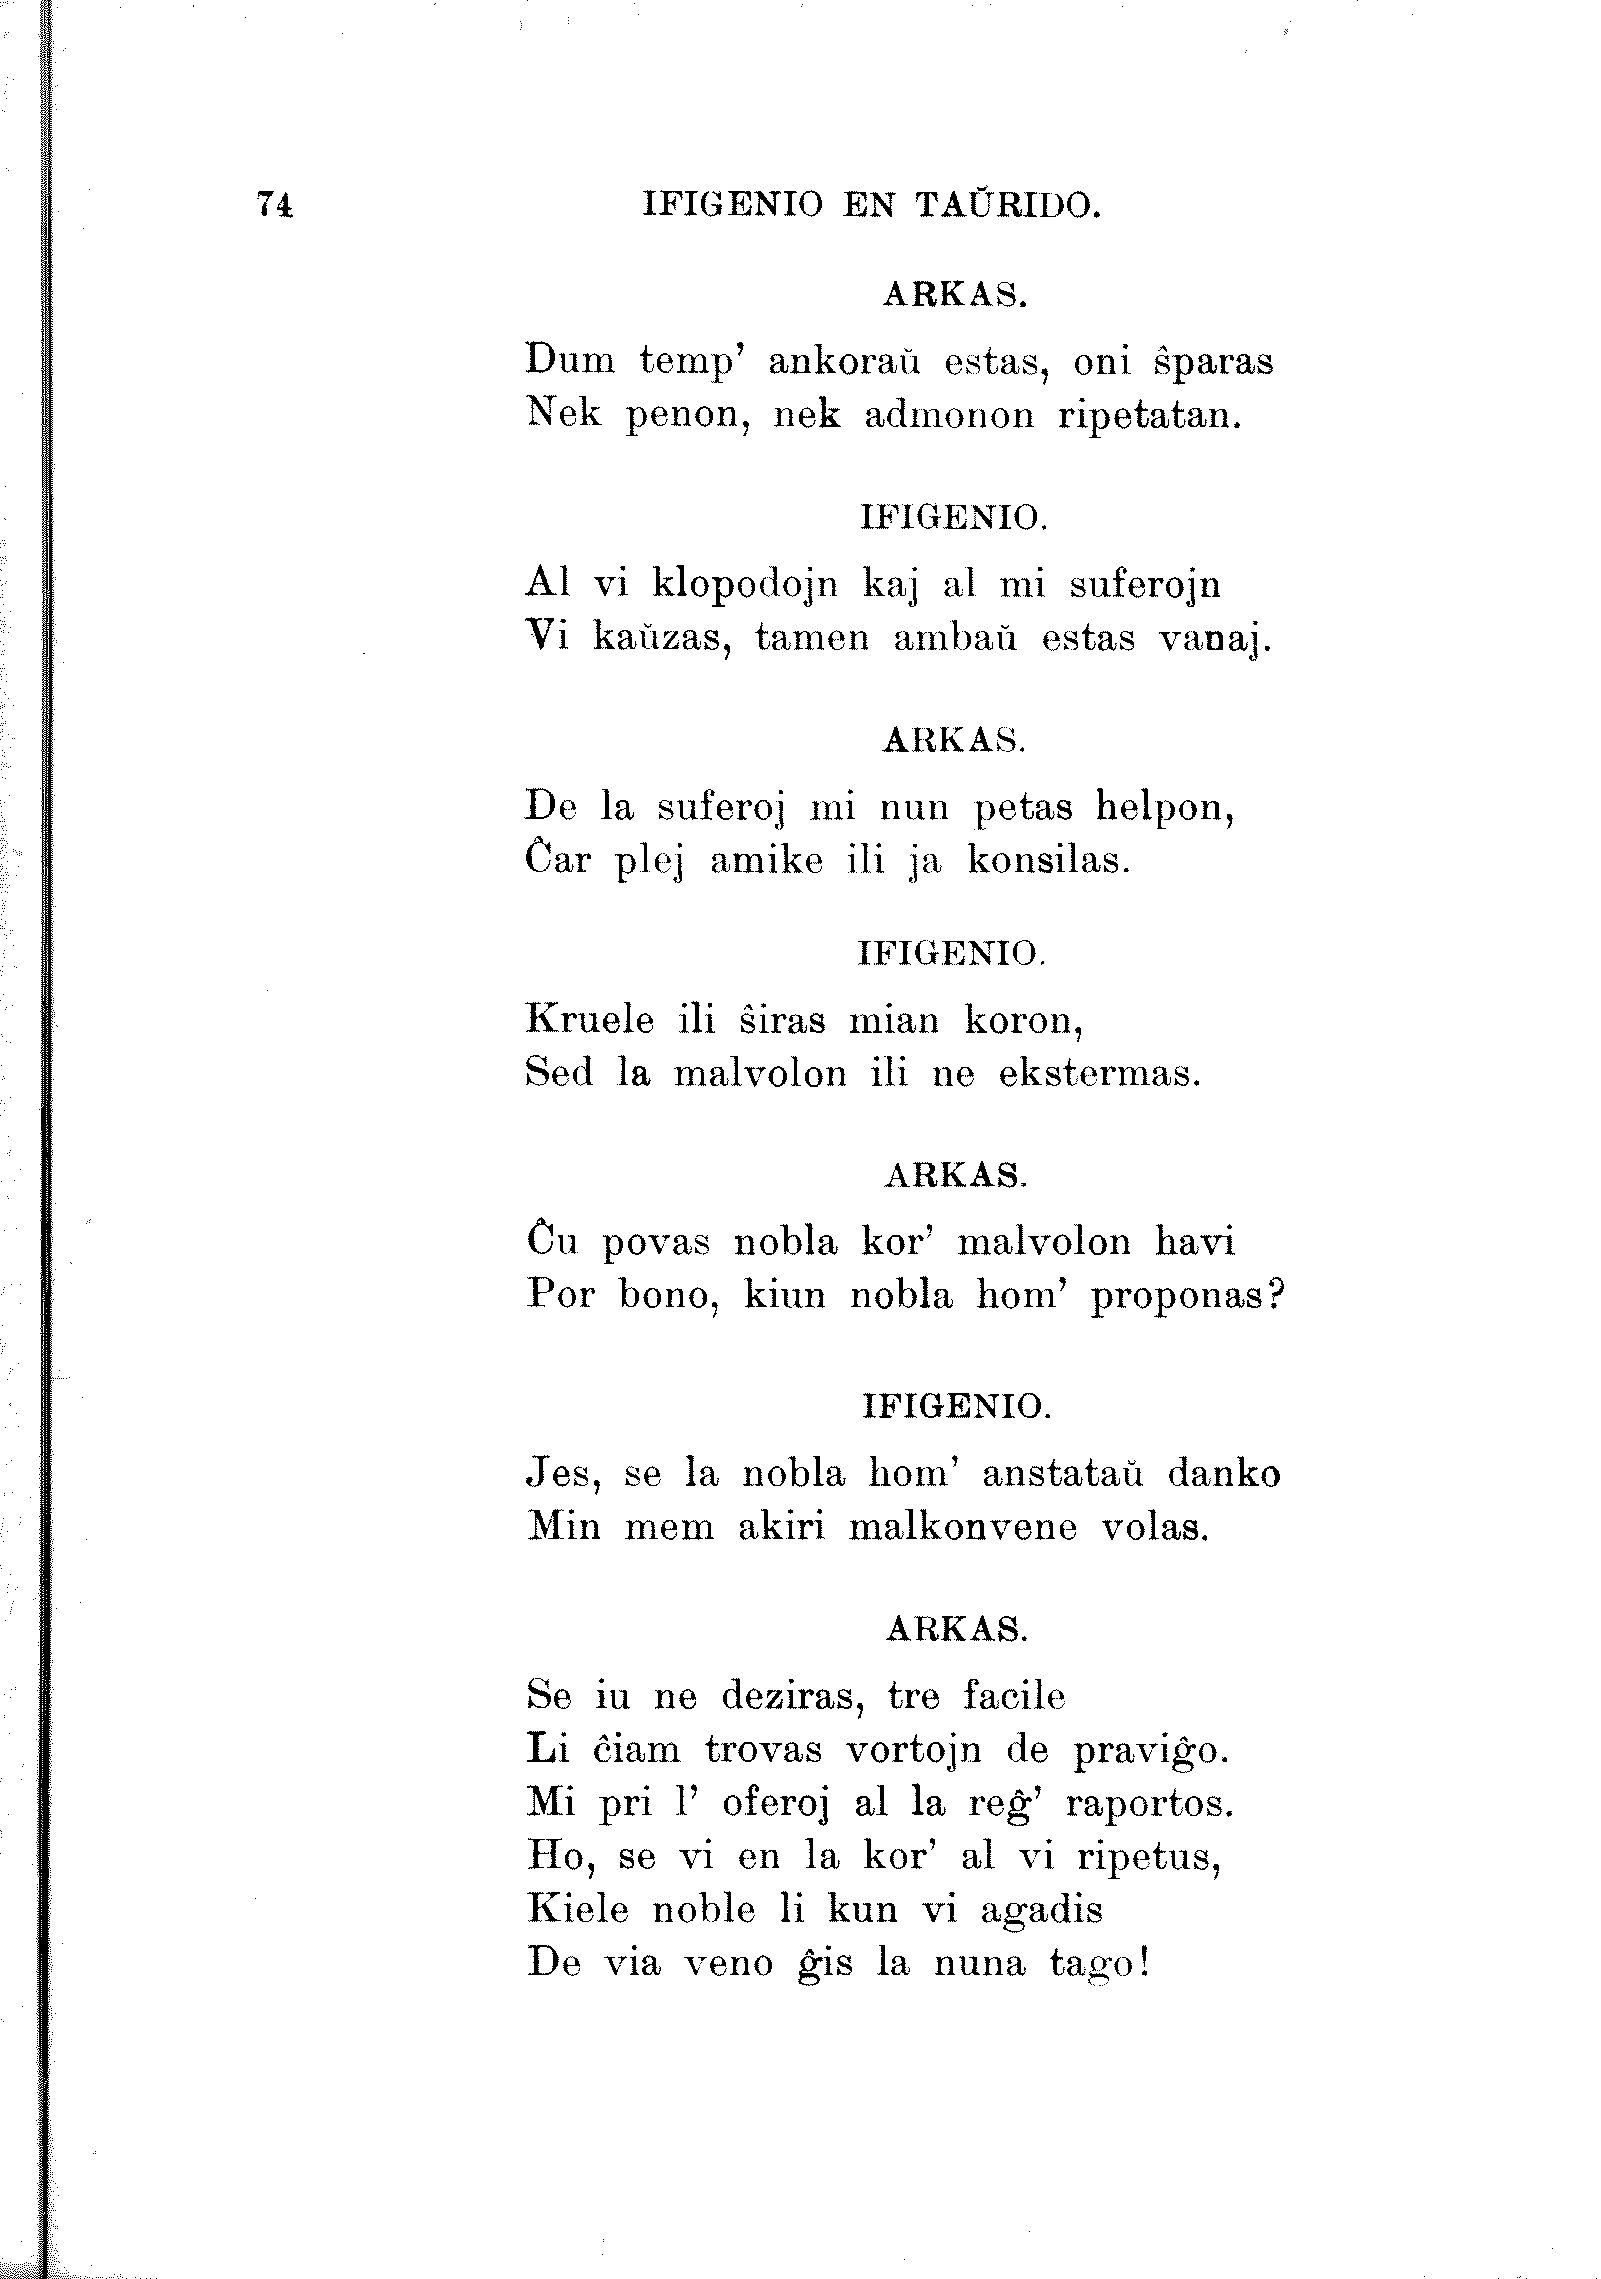 74 IFIGENIO EN TAŬRIDO.
ARKAS.
Dum temp' ankoraŭ estas, oni ŝparas
Nek penon, nek admonon ripetatan.
IFIGENIO.
Al vi klopodojn kaj al mi suferojn
Vi kaŭzas, tamen ambaŭ estas vanaj.
ARKAS.
De la suferoj mi nun petas helpon,
Ĉar plej amike ili ja konsilas.
IFIGENIO.
Kruele ili ŝiras mian koron,
Sed la malvolon ili ne ekstermas.
ARKAS.
Ĉu povas nobla kor' malvolon havi
Por bono, kiun nobla hom' proponas?
IFIGENIO.
Jes, se la nobla hom' anstataŭ danko
Min mem akiri malkonvene volas.
ARKAS.
Se iu ne deziras, tre facile
Li ĉiam trovas vortojn de praviĝo.
Mi pri l' oferoj al la reĝ' raportos.
Ho, se vi en la kor' al vi ripetus,
Kiele noble li kun vi agadis
De via veno ĝis la nuna tago!